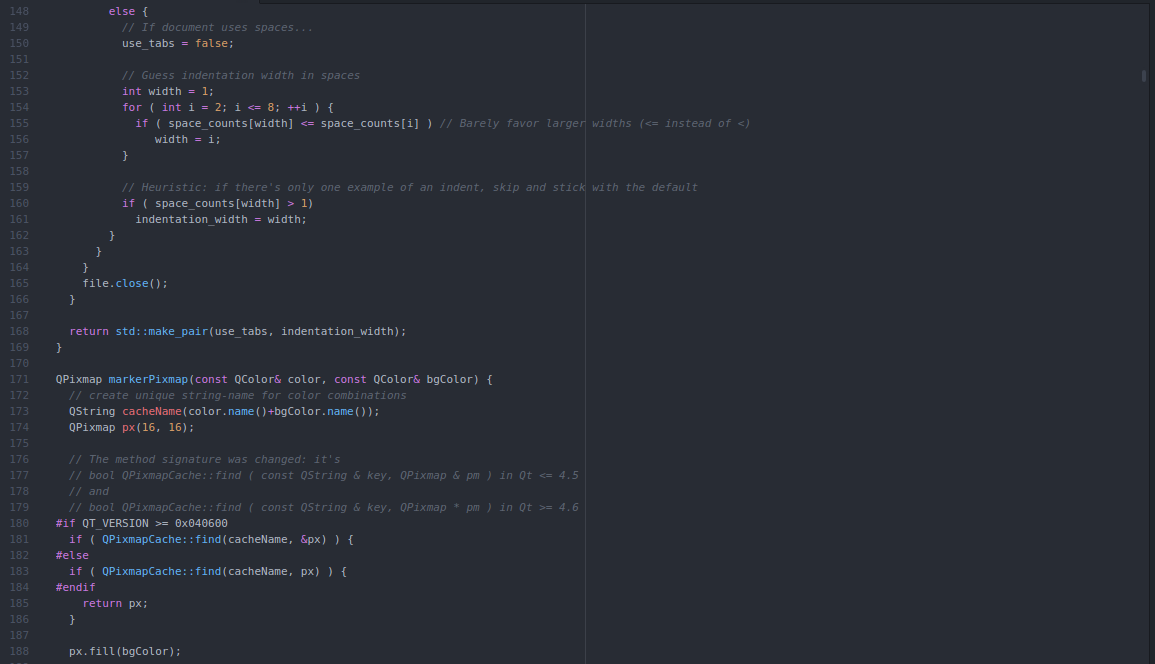 148 else {
149 // If document uses spaces...
150 use_tabs = false;
151
152 // Guess indentation width in spaces
153 int width = 1;
154 for ( int i = 2; i <= 8; ++i ) {
155 if ( space_counts[width] <= space_counts[i] ) // Barely favor larger widths (<= instead of <)
156 width = i;
157 }
158
159 // Heuristic: if there's only one example of an indent, skip and stick with the default
160 if ( space_counts[width] > 1)
161 indentation_width = width;
162 }
163 }
164 }
165 file.close();
166 }
167
168 return std::make_pair(use_tabs, indentation_width);
169 }
170
171 QPixmap markerPixmap(const QColor& color, const QColor& bgColor) {
172 // create unique string-name for color combinations
173 QString cacheName(color.name()+bgColor.name());
174 QPixmap px(16, 16);
175
176 // The method signature was changed: it's
177 // bool QPixmapCache::find ( const QString & key, QPixmap & pm ) in Qt <= 4.5
178 // and
179 // bool QPixmapCache::find ( const QString & key, QPixmap * pm ) in Qt >= 4.6
180 #if QT_VERSION >= 0x040600
181 if ( QPixmapCache::find(cacheName, &px) ) {
182 #else
183 if ( QPixmapCache::find(cacheName, px) ) {
184 #endif
185 return px;
186 }
187
188 px.fill(bgColor);